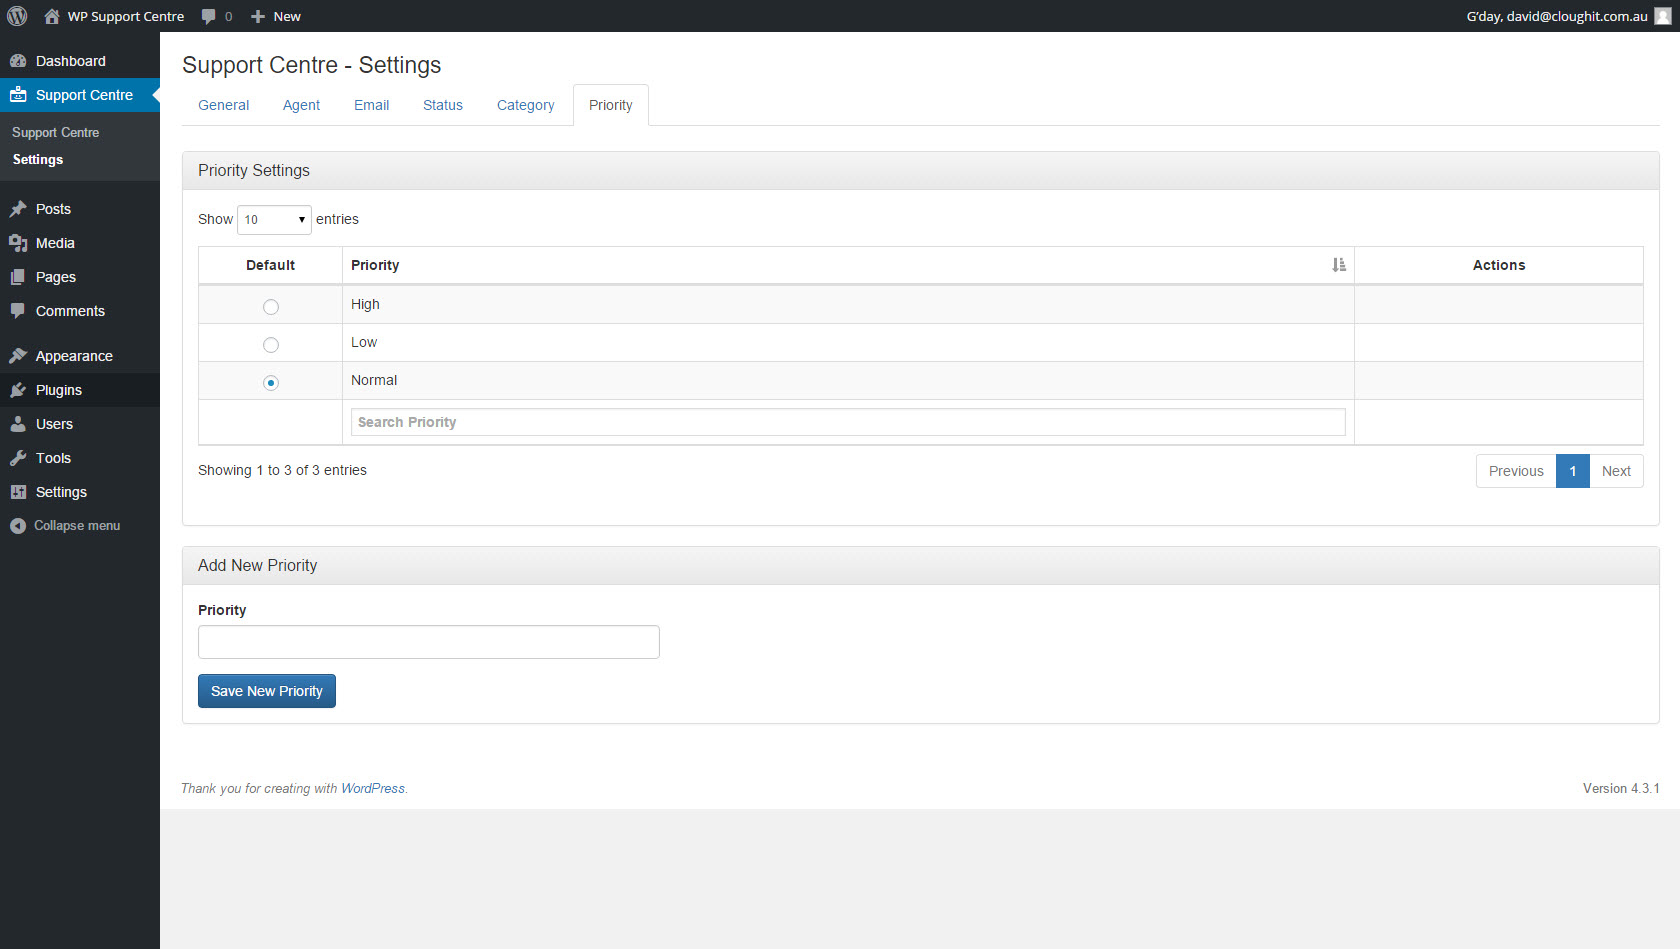 WP Support Centre 0 New G'day, david@cloughit.com.au
Dashboard
Support Centre
Support Centre
Settings
Posts
Media
Pages
Comments
Appearance
Plugins
Users
Tools
Settings
Collapse menu
Support Centre - Settings
General Agent Email Status Category Priority
Priority Settings
Show 10 entries
Default Priority Actions
High
Low
Normal
Search Priority
Showing 1 to 3 of 3 entries Previous 1 Next
Add New Priority
Priority
Save New Priority
Thank you for creating with WordPress. Version 4.3.1